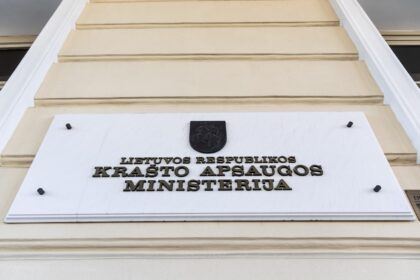 LIETUVOS RESPUBLIKOS
KRAŠTO APSAUGOS
MINISTERIJA